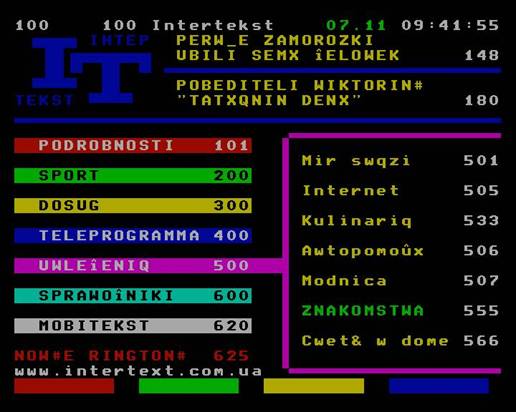 100 100 Intertekst 07.11 09:41:55
PERW_E ZAMOROZKI
UBILI SEMX îELOWEK 148
ІНТЕР
IT
TEKST
POBEDITELI WIKTORIN#
"TATXQNIN DENX" 180
PODROBNOSTI 101
SPORT 200
DOSUG 300
TELEPROGRAMMA 400
UWLEîENIQ 500
SPRAWOîNIKI 600
MOBITEKST 620
NOW#E RINGTON# 625
www.intertext.com.ua
Mir swqzi 501
Internet 505
Kulinariq 533
Awtopomoûx 506
Modnica 507
ZNAKOMSTWA 555
Cwet& w dome 566